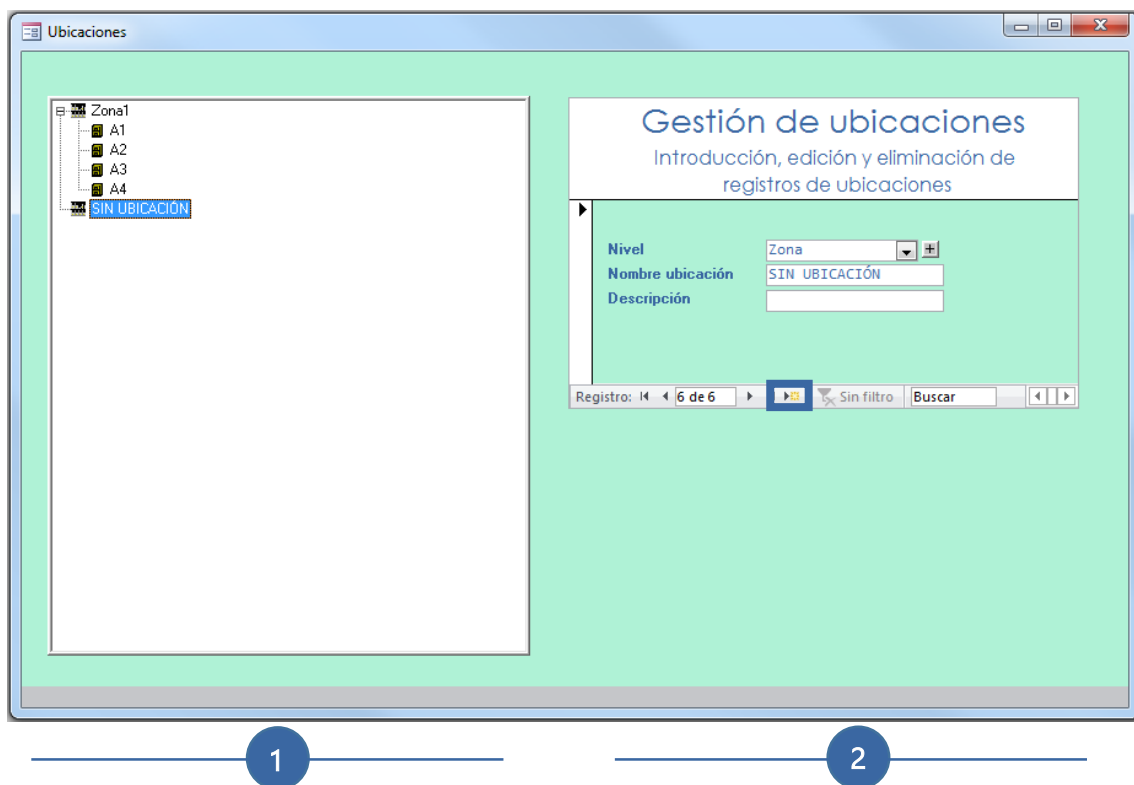 Ubicaciones
Zona1
A1
A2
A3
A4
SIN UBICACIÓN
Gestión de ubicaciones
Introducción, edición y eliminación de
registros de ubicaciones
Nivel Zona
Nombre ubicación SIN UBICACIÓN
Descripción
Registro: 6 de 6 Sin filtro Buscar
1 2